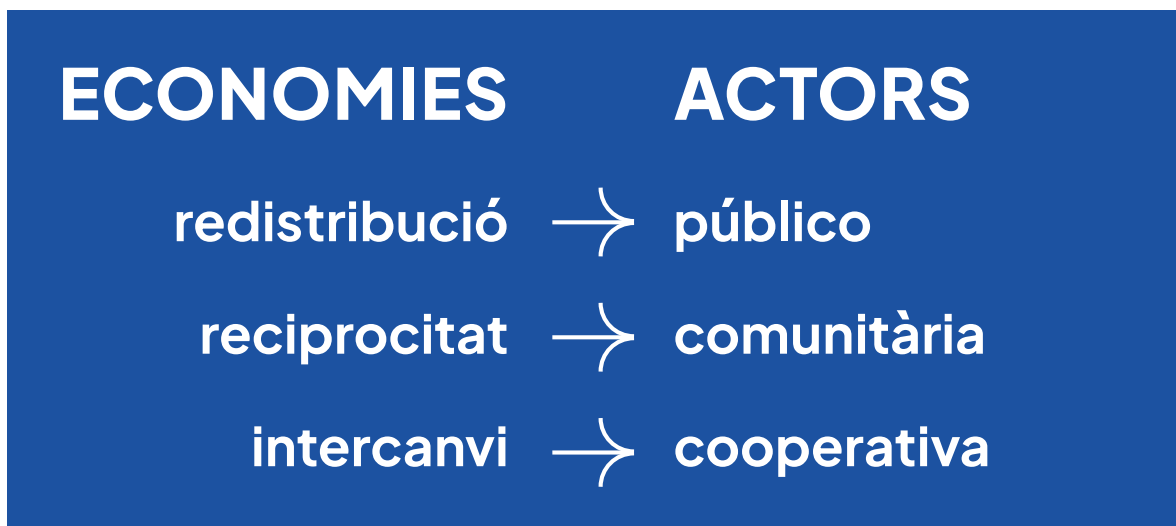 ECONOMIES ACTORS
redistribució → público
reciprocitat → comunitària
intercanvi → cooperativa